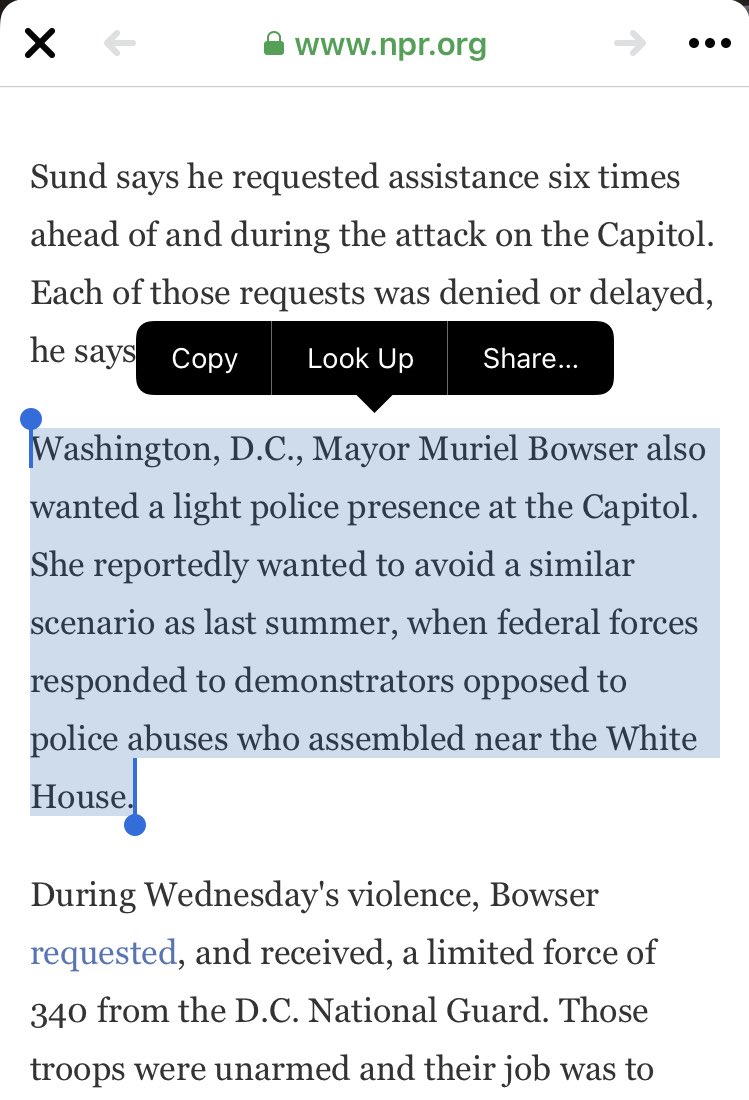 www.npr.org
Sund says he requested assistance six times
ahead of and during the attack on the Capitol.
Each of those requests was denied or delayed,
he says
Copy
Look Up
Share...
Washington, D.C., Mayor Muriel Bowser also
wanted a light police presence at the Capitol.
She reportedly wanted to avoid a similar
scenario as last summer, when federal forces
responded to demonstrators opposed to
police abuses who assembled near the White
House.
During Wednesday's violence, Bowser
requested, and received, a limited force of
340 from the D.C. National Guard. Those
troops were unarmed and their job was to